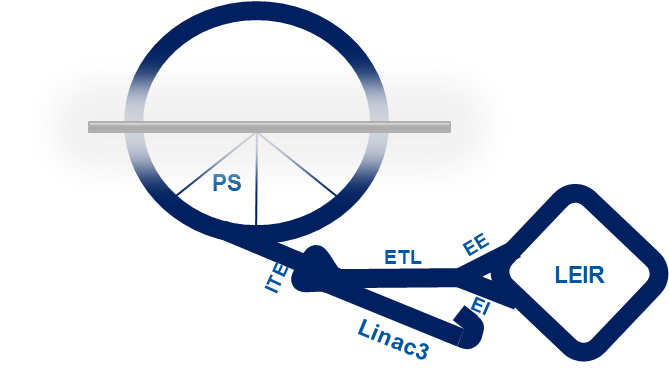 PS
EE
ETL
LEIR
ITE
EI
Linac3